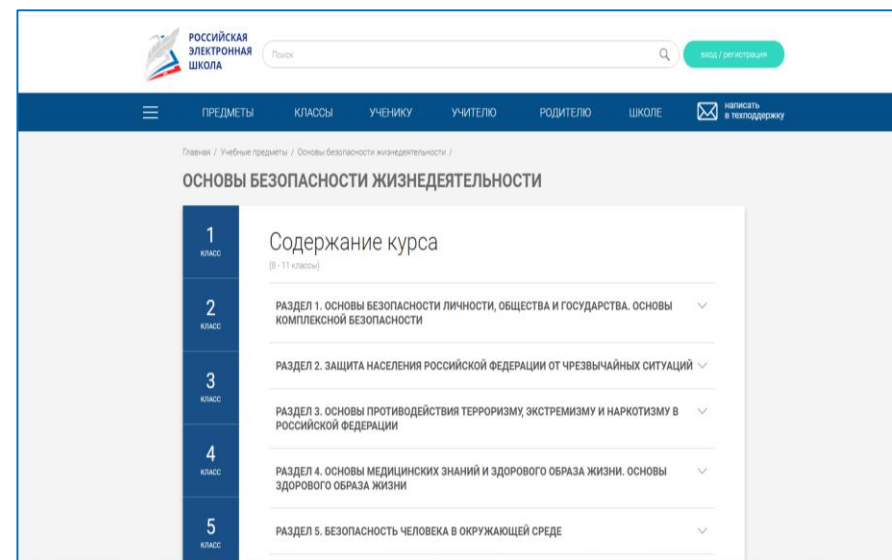 РОССИЙСКАЯ
ЭЛЕКТРОННАЯ
ШКОЛА
Поиск
вход / регистрация
ПРЕДМЕТЫ КЛАССЫ УЧЕНИКУ УЧИТЕЛЮ РОДИТЕЛЮ ШКОЛЕ
написать
в техподдержку
Главная / Учебные предметы / Основы безопасности жизнедеятельности /
ОСНОВЫ БЕЗОПАСНОСТИ ЖИЗНЕДЕЯТЕЛЬНОСТИ
1
КЛАСС
2
КЛАСС
3
КЛАСС
4
КЛАСС
5
КЛАСС
Содержание курса
(8 - 11 классы)
РАЗДЕЛ 1. ОСНОВЫ БЕЗОПАСНОСТИ ЛИЧНОСТИ, ОБЩЕСТВА И ГОСУДАРСТВА. ОСНОВЫ
КОМПЛЕКСНОЙ БЕЗОПАСНОСТИ
РАЗДЕЛ 2. ЗАЩИТА НАСЕЛЕНИЯ РОССИЙСКОЙ ФЕДЕРАЦИИ ОТ ЧРЕЗВЫЧАЙНЫХ СИТУАЦИЙ
РАЗДЕЛ 3. ОСНОВЫ ПРОТИВОДЕЙСТВИЯ ТЕРРОРИЗМУ, ЭКСТРЕМИЗМУ И НАРКОТИЗМУ В
РОССИЙСКОЙ ФЕДЕРАЦИИ
РАЗДЕЛ 4. ОСНОВЫ МЕДИЦИНСКИХ ЗНАНИЙ И ЗДОРОВОГО ОБРАЗА ЖИЗНИ. ОСНОВЫ
ЗДОРОВОГО ОБРАЗА ЖИЗНИ
РАЗДЕЛ 5. БЕЗОПАСНОСТЬ ЧЕЛОВЕКА В ОКРУЖАЮЩЕЙ СРЕДЕ